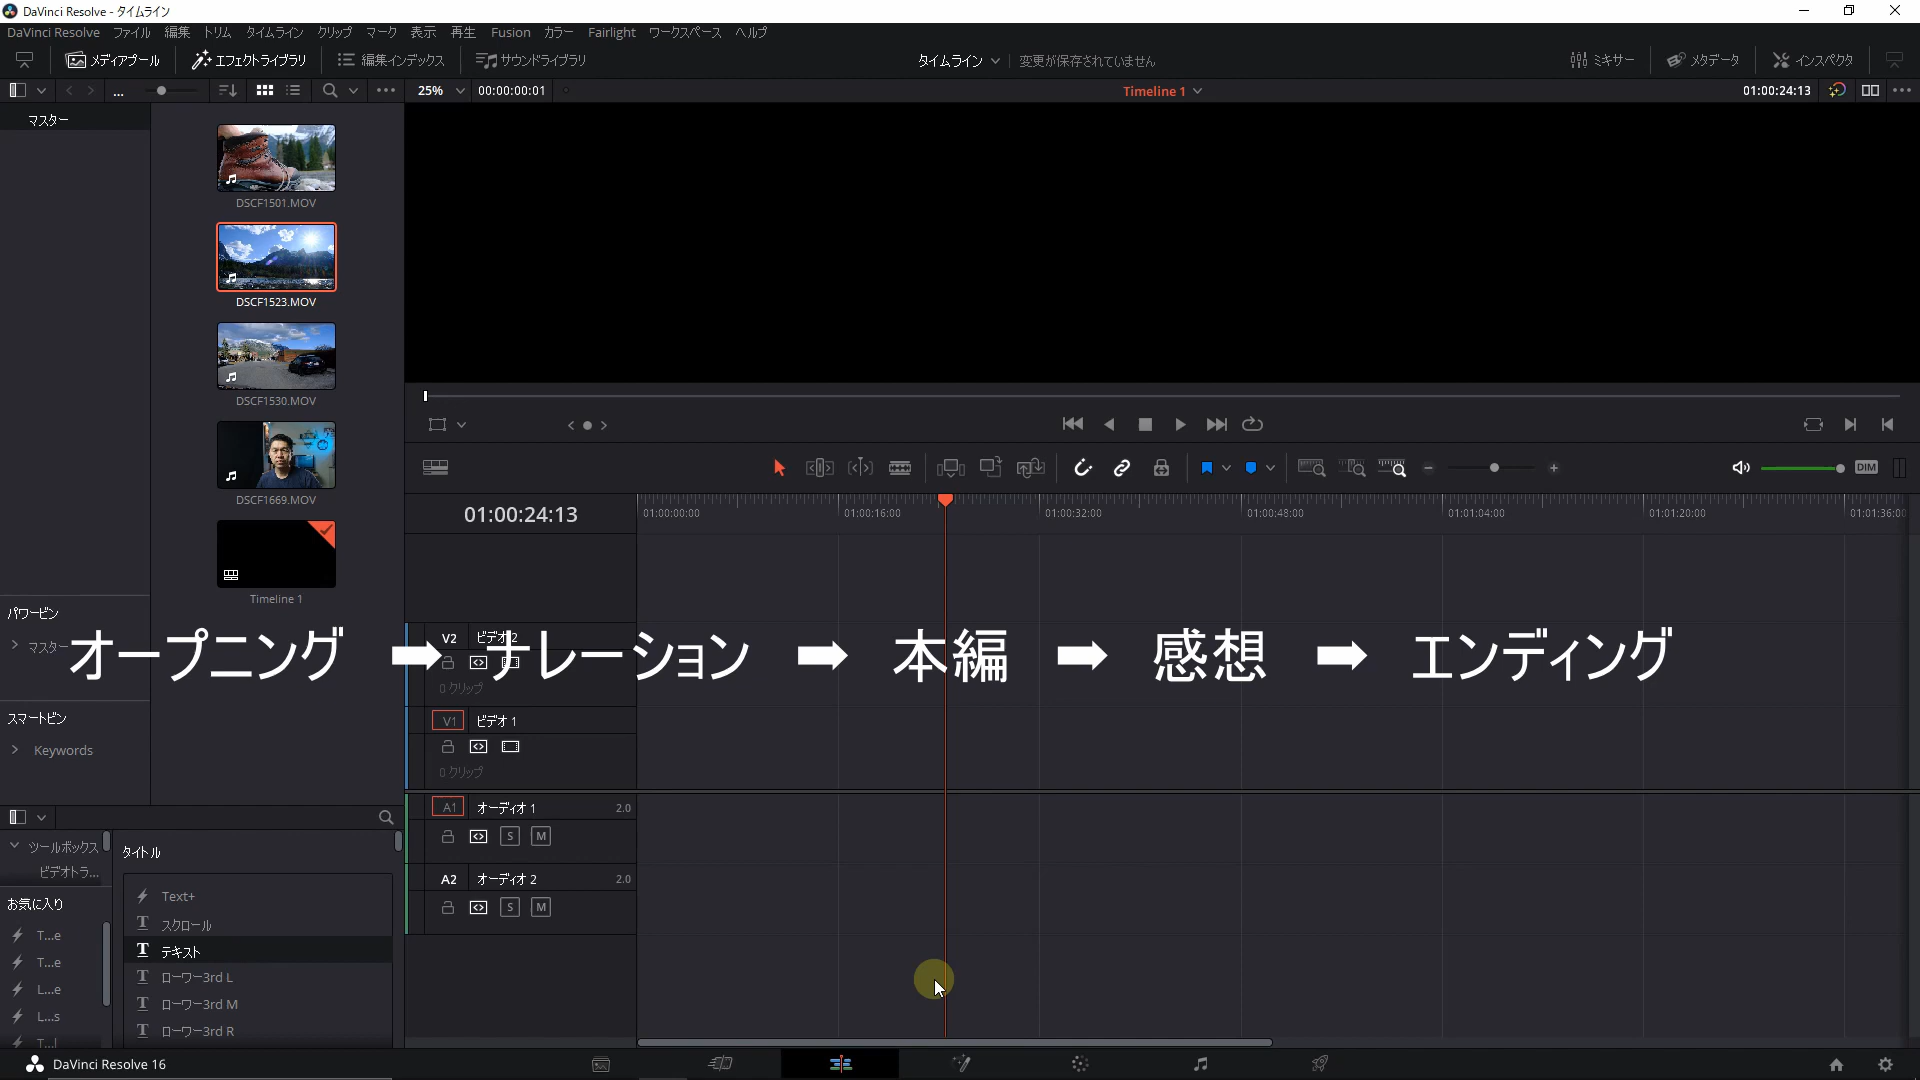 DaVinci Resolve - タイムライン
DaVinci Resolve ファイル 編集 トリム タイムライン クリップ マーク 表示 再生 Fusion カラー Fairlight ワークスペース ヘルプ
メディアプール エフェクトライブラリ 編集インデックス サウンドライブラリ タイムライン 変更が保存されていません ミキサー メタデータ インスペクタ
... 25% 00:00:00:01 Timeline 1 01:00:24:13
マスター
DSCF1501.MOV
DSCF1523.MOV
DSCF1530.MOV
DSCF1669.MOV
Timeline 1
DIM
01:00:24:13 01:00:00:00 01:00:16:00 01:00:32:00 01:00:48:00 01:01:04:00 01:01:20:00 01:01:36:00
パワービン
マスター
オープニング ➡ ナレーション ➡ 本編 ➡ 感想 ➡ エンディング
V2 ビデオ 2
0 クリップ
スマートビン
Keywords
V1 ビデオ 1
0 クリップ
A1 オーディオ 1 2.0
S M
A2 オーディオ 2 2.0
S M
ツールボックス
ビデオトラ...
お気に入り
T...e
T...e
L...e
L...s
T...l
タイトル
Text+
スクロール
テキスト
ローワー3rd L
ローワー3rd M
ローワー3rd R
DaVinci Resolve 16